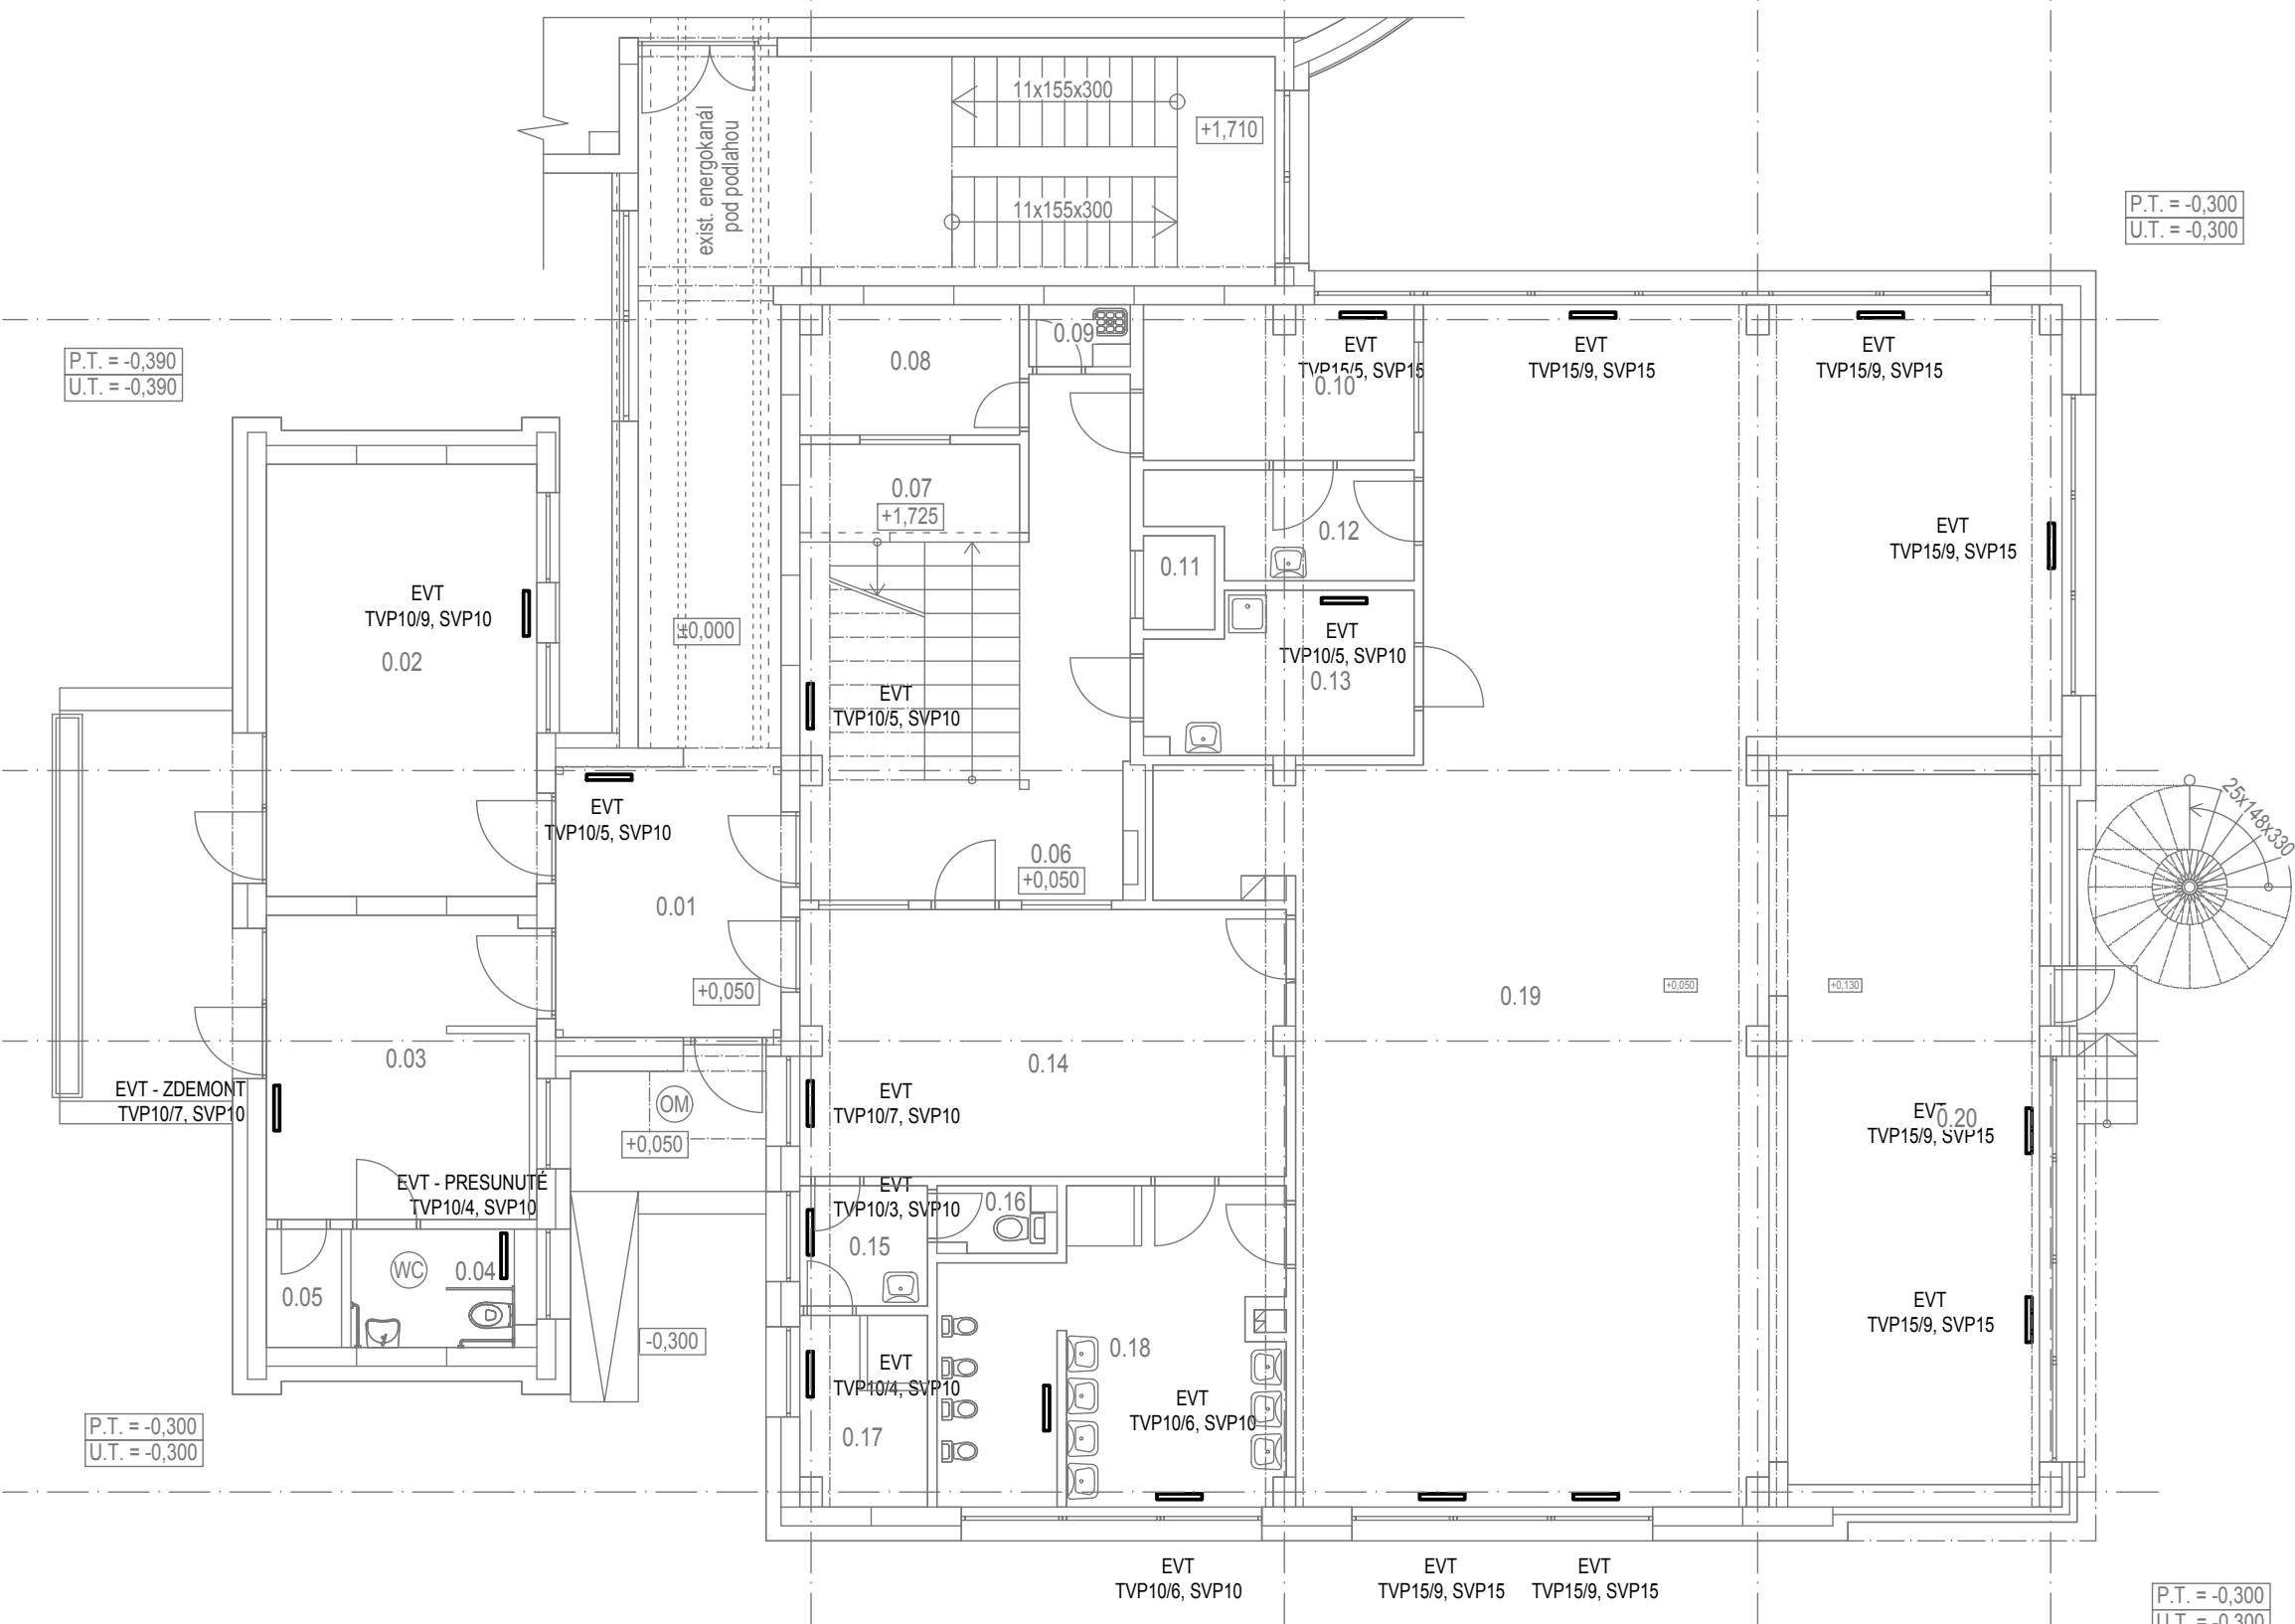 11x155x300
+1,710
exist. energokanál
pod podlahou
11x155x300
P.T. = -0,300
U.T. = -0,300
P.T. = -0,390
U.T. = -0,390
0.08
0.09
EVT
TVP15/5, SVP15
0.10
EVT
TVP15/9, SVP15
EVT
TVP15/9, SVP15
0.07
+1,725
0.12
0.11
EVT
TVP15/9, SVP15
EVT
TVP10/9, SVP10
0.02
±0,000
EVT
TVP10/5, SVP10
0.13
EVT
TVP10/5, SVP10
EVT
TVP10/5, SVP10
25x148x330
0.06
+0,050
0.01
+0,050
0.19
+0,050
+0,130
0.03
0.14
EVT - ZDEMONT
TVP10/7, SVP10
OM
+0,050
EVT
TVP10/7, SVP10
EVT
0.20
TVP15/9, SVP15
EVT - PRESUNUTÉ
TVP10/4, SVP10
EVT
TVP10/3, SVP10
0.16
0.15
WC
0.04
0.05
-0,300
EVT
TVP15/9, SVP15
EVT
TVP10/4, SVP10
0.18
EVT
TVP10/6, SVP10
0.17
P.T. = -0,300
U.T. = -0,300
EVT
TVP10/6, SVP10
EVT
TVP15/9, SVP15
EVT
TVP15/9, SVP15
P.T. = -0,300
U.T. = -0,300